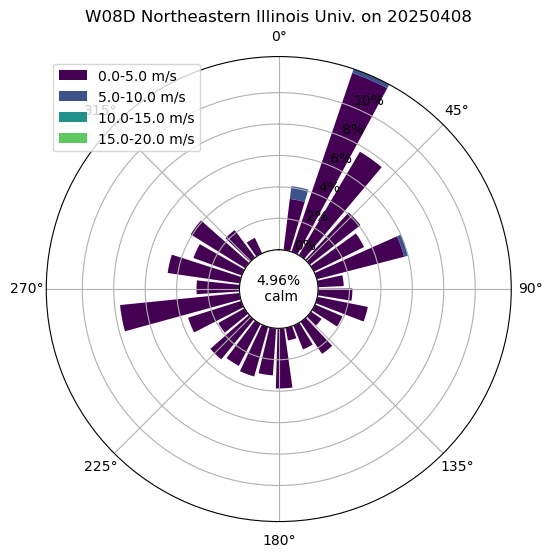 W08D Northeastern Illinois Univ. on 20250408
0°
0.0-5.0 m/s
5.0-10.0 m/s
10.0-15.0 m/s
15.0-20.0 m/s
315°
45°
10%
8%
6%
4%
2%
0%
270°
4.96%
calm
90°
225°
135°
180°